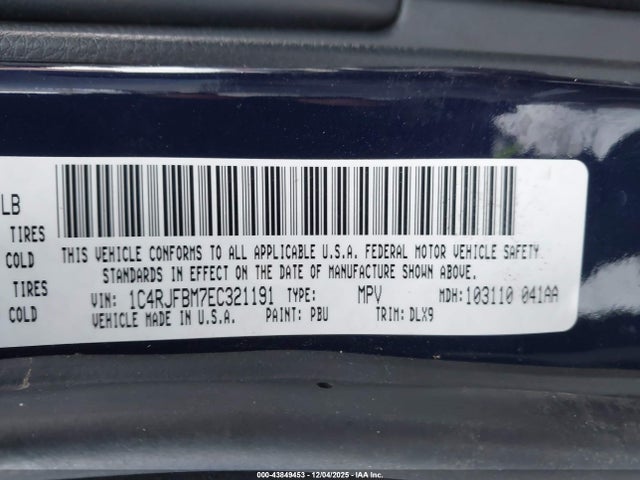 LB
TIRES
COLD
TIRES
COLD
THIS VEHICLE CONFORMS TO ALL APPLICABLE U.S.A. FEDERAL MOTOR VEHICLE SAFETY
STANDARDS IN EFFECT ON THE DATE OF MANUFACTURE SHOWN ABOVE.
VIN: 1C4RJFBM7EC321191 TYPE: MPV MDH: 103110 041AA
VEHICLE MADE IN U.S.A. PAINT: PBU TRIM: DLX9
000-43849453 - 12/04/2025 - IAA Inc.